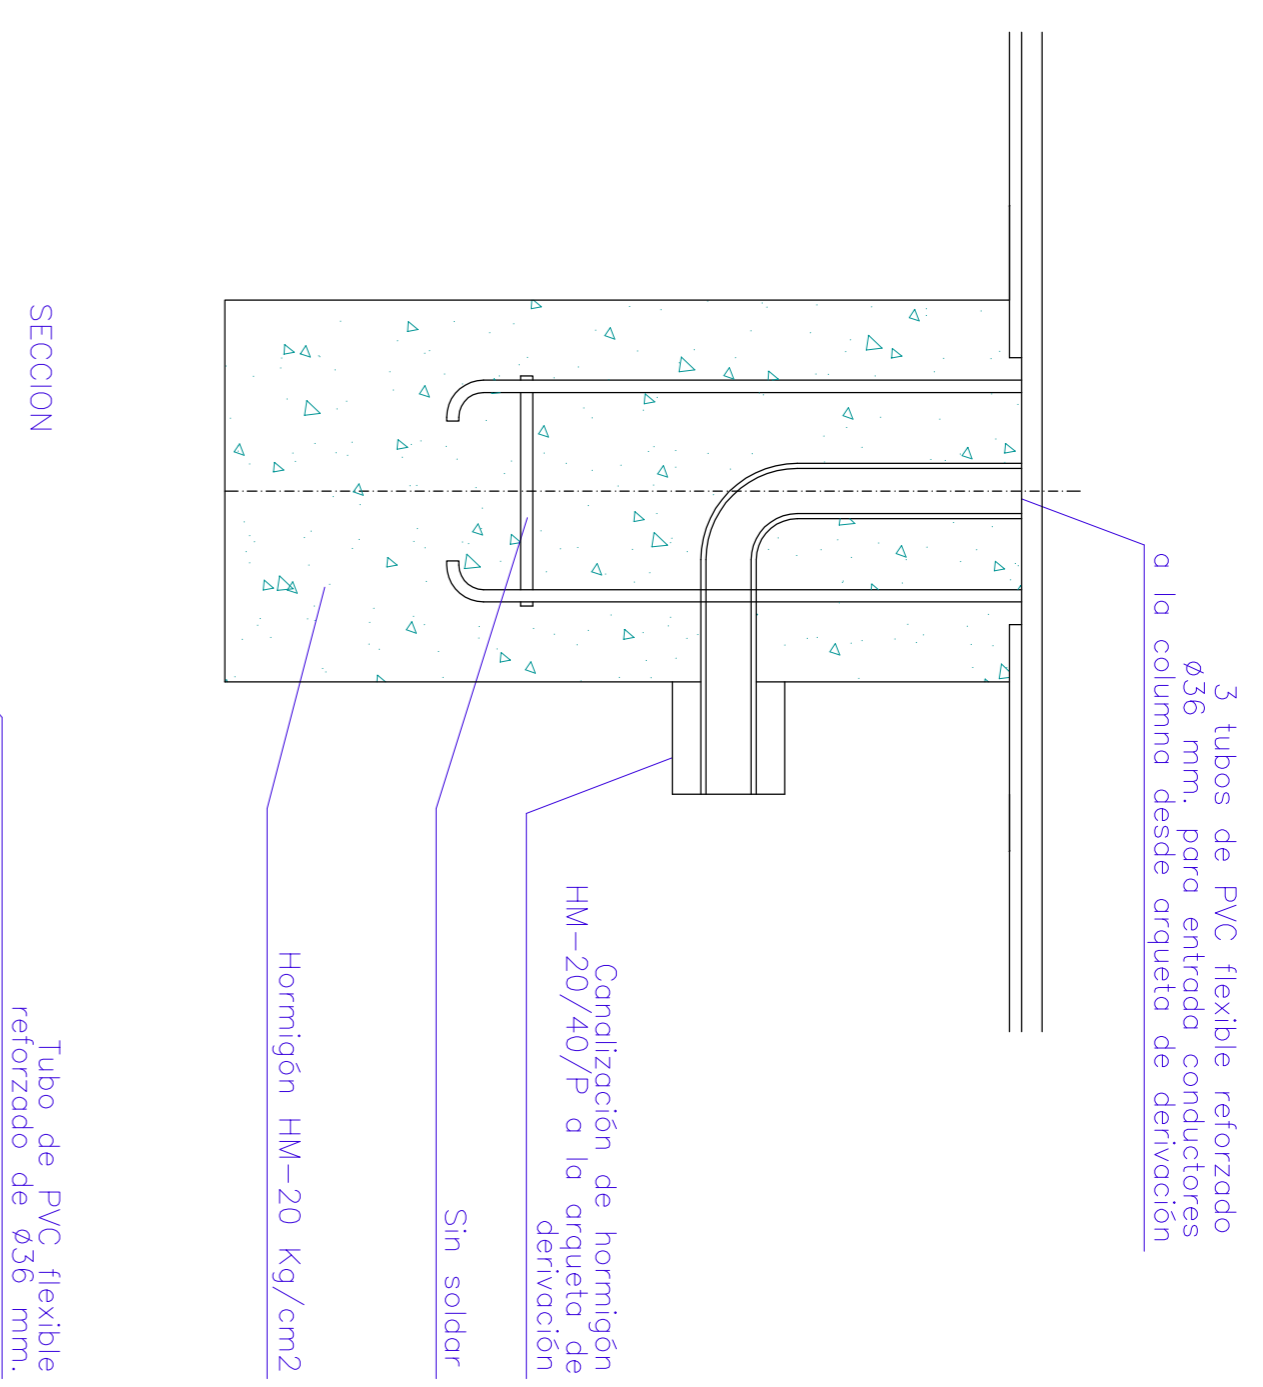 3 tubos de PVC flexible reforzado
ø36 mm. para entrada conductores
a la columna desde arqueta de derivación
Canalización de hormigón
HM-20/40/P a la arqueta de
derivación
Sin soldar
Hormigón HM-20 Kg/cm2
Tubo de PVC flexible
reforzado de ø36 mm.
SECCION